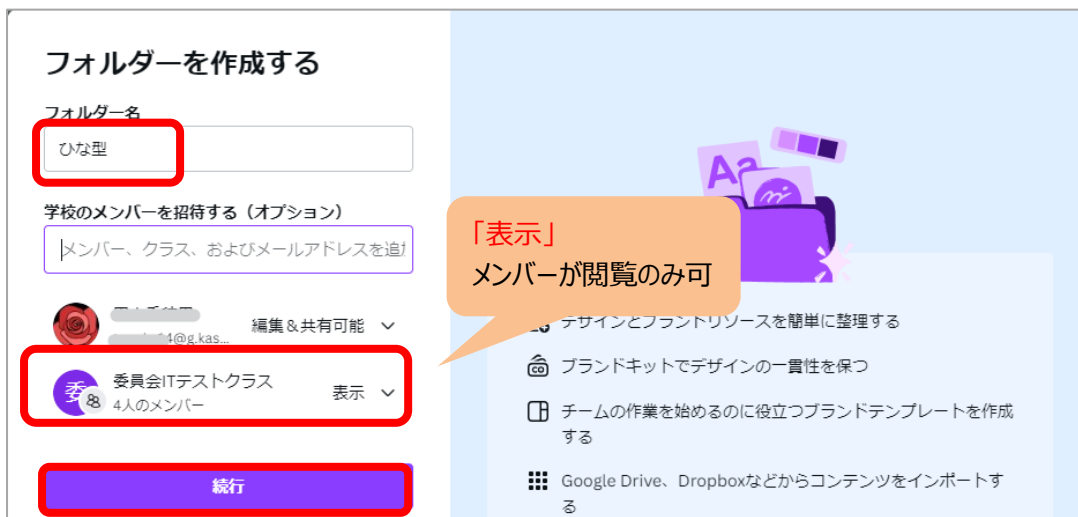 フォルダーを作成する
フォルダー名
ひな型
学校のメンバーを招待する（オプション）
メンバー、クラス、およびメールアドレスを追
編集＆共有可能
4@g.kas...
委
委員会ITテストクラス
4人のメンバー
表示
続行
Aa
「表示」
メンバーが閲覧のみ可
デザインとブランドリソースを簡単に整理する
CO
ブランドキットでデザインの一貫性を保つ
チームの作業を始めるのに役立つブランドテンプレートを作成
する
Google Drive、Dropboxなどからコンテンツをインポートす
る